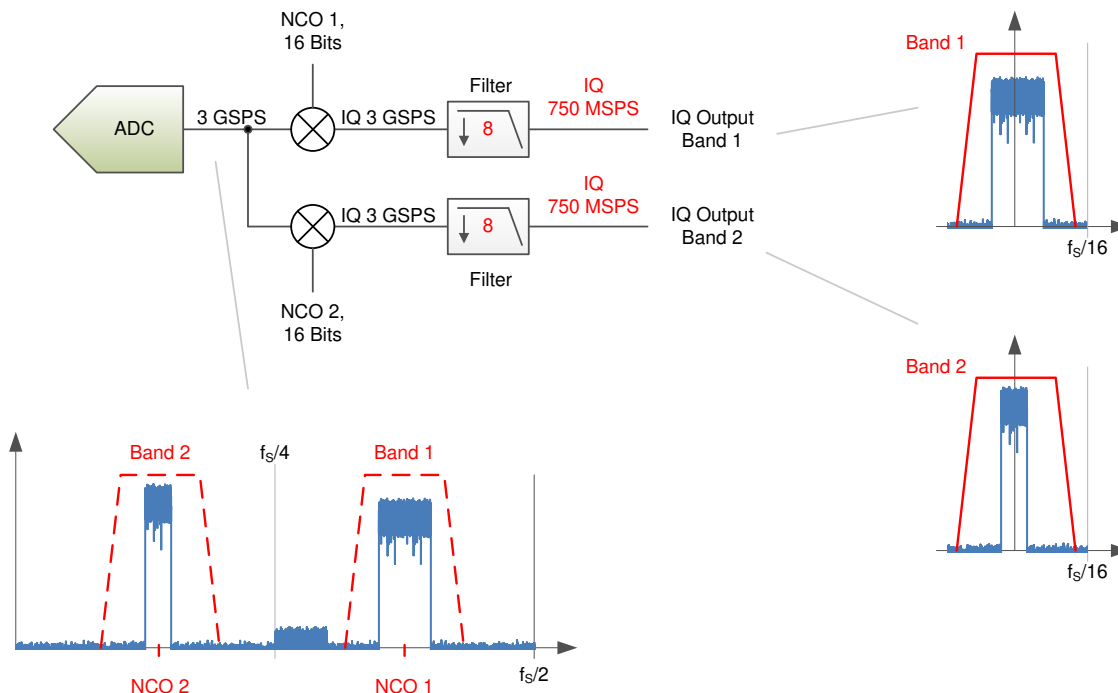 NCO 1,
16 Bits
ADC
3 GSPS
IQ 3 GSPS
Filter
8
IQ
750 MSPS
IQ Output
Band 1
IQ 3 GSPS
8
Filter
IQ
750 MSPS
IQ Output
Band 2
NCO 2,
16 Bits
Band 1
fS/16
Band 2
fS/16
Band 2
fS/4
Band 1
fS/2
NCO 2
NCO 1